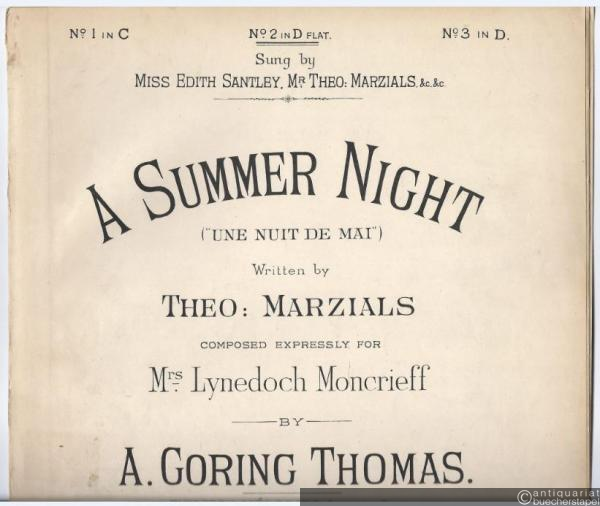 Nº 1 IN C Nº 2 IN D FLAT. Nº 3 IN D.
Sung by
MISS EDITH SANTLEY, MR THEO: MARZIALS, &c. &c.
A SUMMER NIGHT
("UNE NUIT DE MAI")
Written by
THEO: MARZIALS
COMPOSED EXPRESSLY FOR
Mrs Lynedoch Moncrieff
BY
A. GORING THOMAS.
© antiquariat
buecherstapel